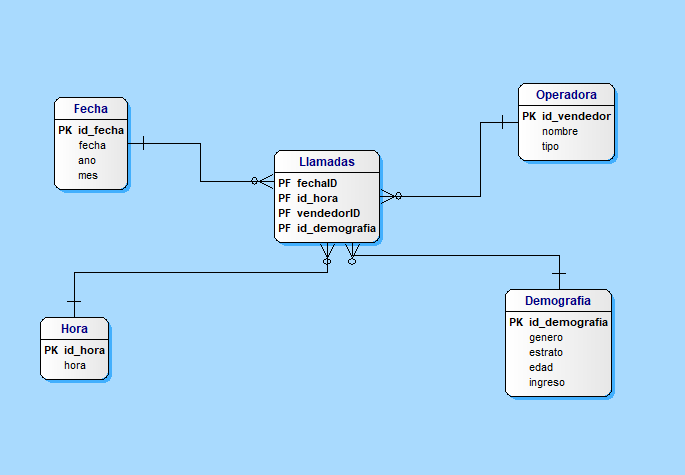 Fecha
PK id_fecha
fecha
ano
mes
Operadora
PK id_vendedor
nombre
tipo
Llamadas
PF fechaID
PF id_hora
PF vendedorID
PF id_demografia
Hora
PK id_hora
hora
Demografia
PK id_demografia
genero
estrato
edad
ingreso